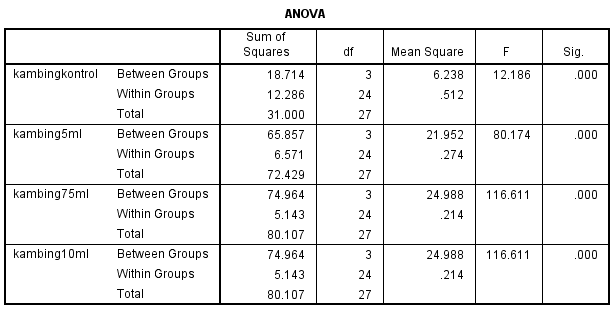 ANOVA
Sum of Squares df Mean Square F Sig.
kambingkontrol Between Groups 18.714 3 6.238 12.186 .000
Within Groups 12.286 24 .512
Total 31.000 27
kambing5ml Between Groups 65.857 3 21.952 80.174 .000
Within Groups 6.571 24 .274
Total 72.429 27
kambing75ml Between Groups 74.964 3 24.988 116.611 .000
Within Groups 5.143 24 .214
Total 80.107 27
kambing10ml Between Groups 74.964 3 24.988 116.611 .000
Within Groups 5.143 24 .214
Total 80.107 27